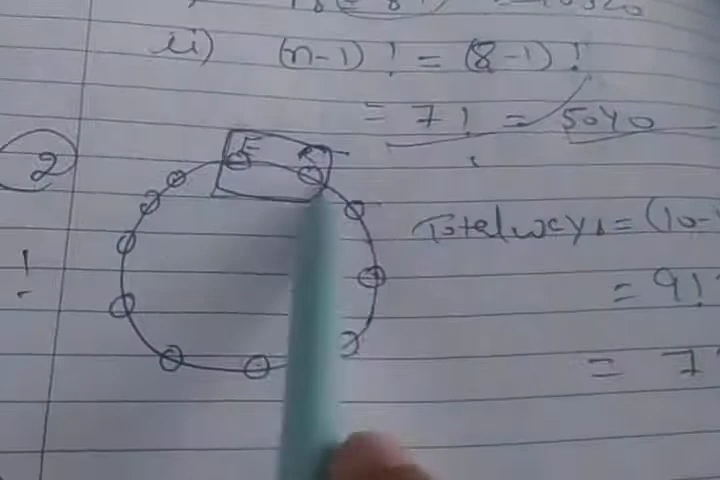 ii) (n-1)! = (8-1)!
= 7! = 5040
2
E
Total ways = (10-
= 9!
!
= 7